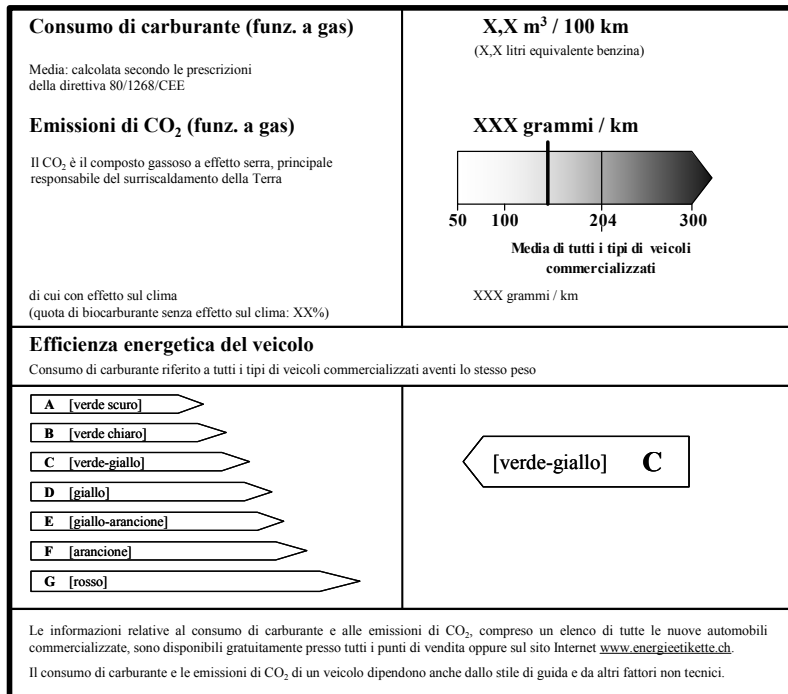 Consumo di carburante (funz. a gas)
X,X m³ / 100 km
(X,X litri equivalente benzina)
Media: calcolata secondo le prescrizioni
della direttiva 80/1268/CEE
Emissioni di CO₂ (funz. a gas)
XXX grammi / km
Il CO₂ è il composto gassoso a effetto serra, principale
responsabile del surriscaldamento della Terra
50 100 204 300
Media di tutti i tipi di veicoli
commercializzati
di cui con effetto sul clima
(quota di biocarburante senza effetto sul clima: XX%)
XXX grammi / km
Efficienza energetica del veicolo
Consumo di carburante riferito a tutti i tipi di veicoli commercializzati aventi lo stesso peso
A [verde scuro]
B [verde chiaro]
C [verde-giallo]
D [giallo]
E [giallo-arancione]
F [arancione]
G [rosso]
[verde-giallo] C
Le informazioni relative al consumo di carburante e alle emissioni di CO₂, compreso un elenco di tutte le nuove automobili
commercializzate, sono disponibili gratuitamente presso tutti i punti di vendita oppure sul sito Internet www.energieetikette.ch.
Il consumo di carburante e le emissioni di CO₂ di un veicolo dipendono anche dallo stile di guida e da altri fattori non tecnici.